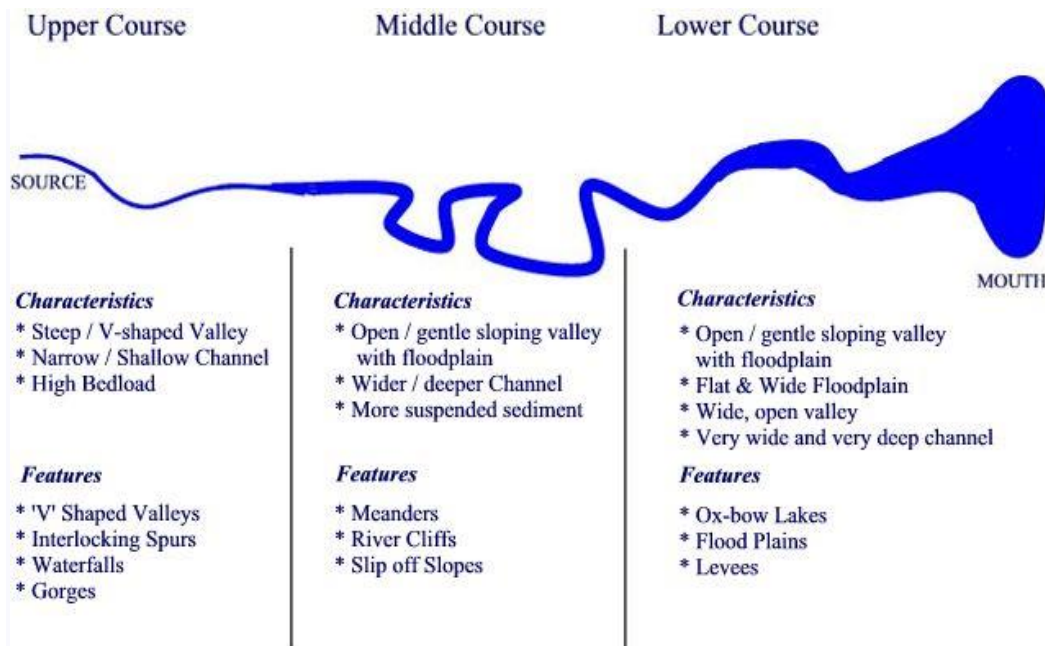 Upper Course
Middle Course
Lower Course
SOURCE
MOUTH
Characteristics
* Steep / V-shaped Valley
* Narrow / Shallow Channel
* High Bedload
Features
* 'V' Shaped Valleys
* Interlocking Spurs
* Waterfalls
* Gorges
Characteristics
* Open / gentle sloping valley
with floodplain
* Wider / deeper Channel
* More suspended sediment
Features
* Meanders
* River Cliffs
* Slip off Slopes
Characteristics
* Open / gentle sloping valley
with floodplain
* Flat & Wide Floodplain
* Wide, open valley
* Very wide and very deep channel
Features
* Ox-bow Lakes
* Flood Plains
* Levees